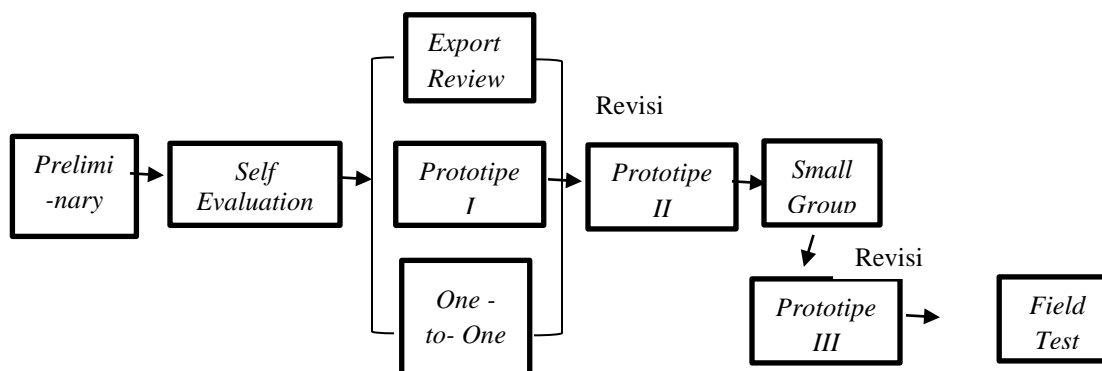 Prelimi
-nary
Self
Evaluation
Export
Review
Prototipe
I
One -
to- One
Revisi
Prototipe
II
Small
Group
Revisi
Prototipe
III
Field
Test